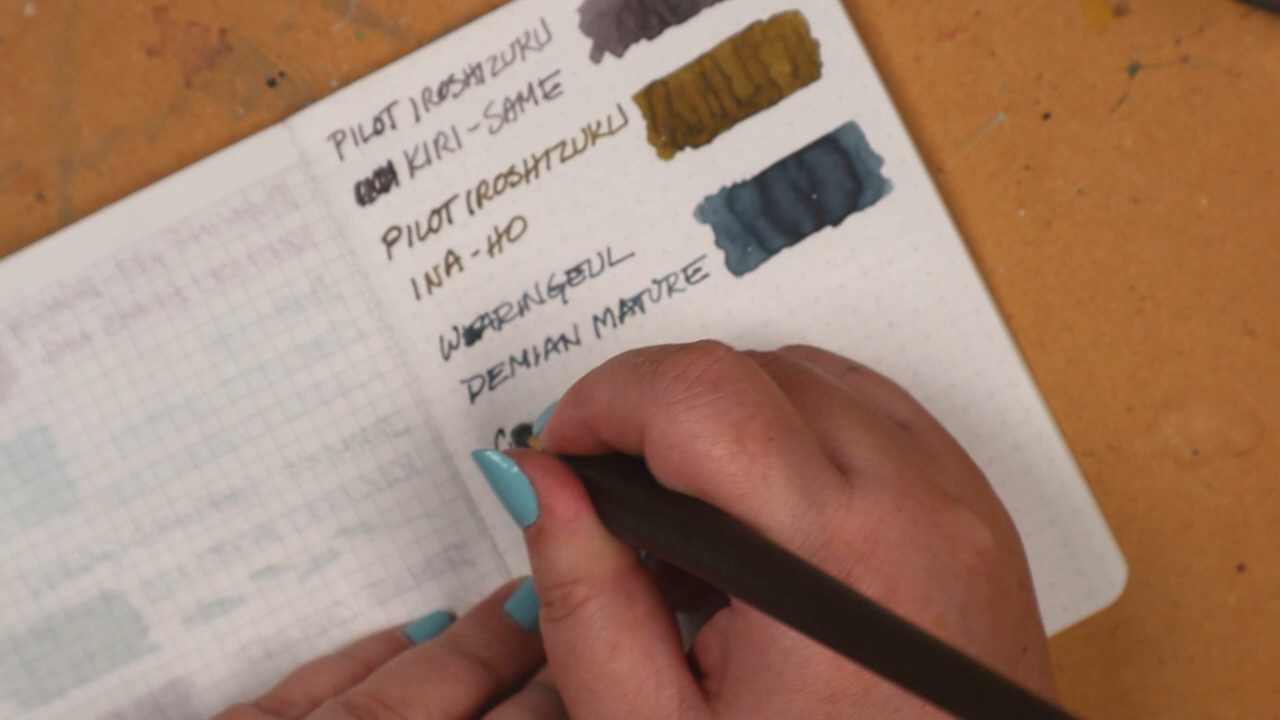 PILOT IROSHIZUKU
KIRI-SAME
PILOT IROSHIZUKU
INA-HO
WEARINGEUL
DEMIAN MATURE
C